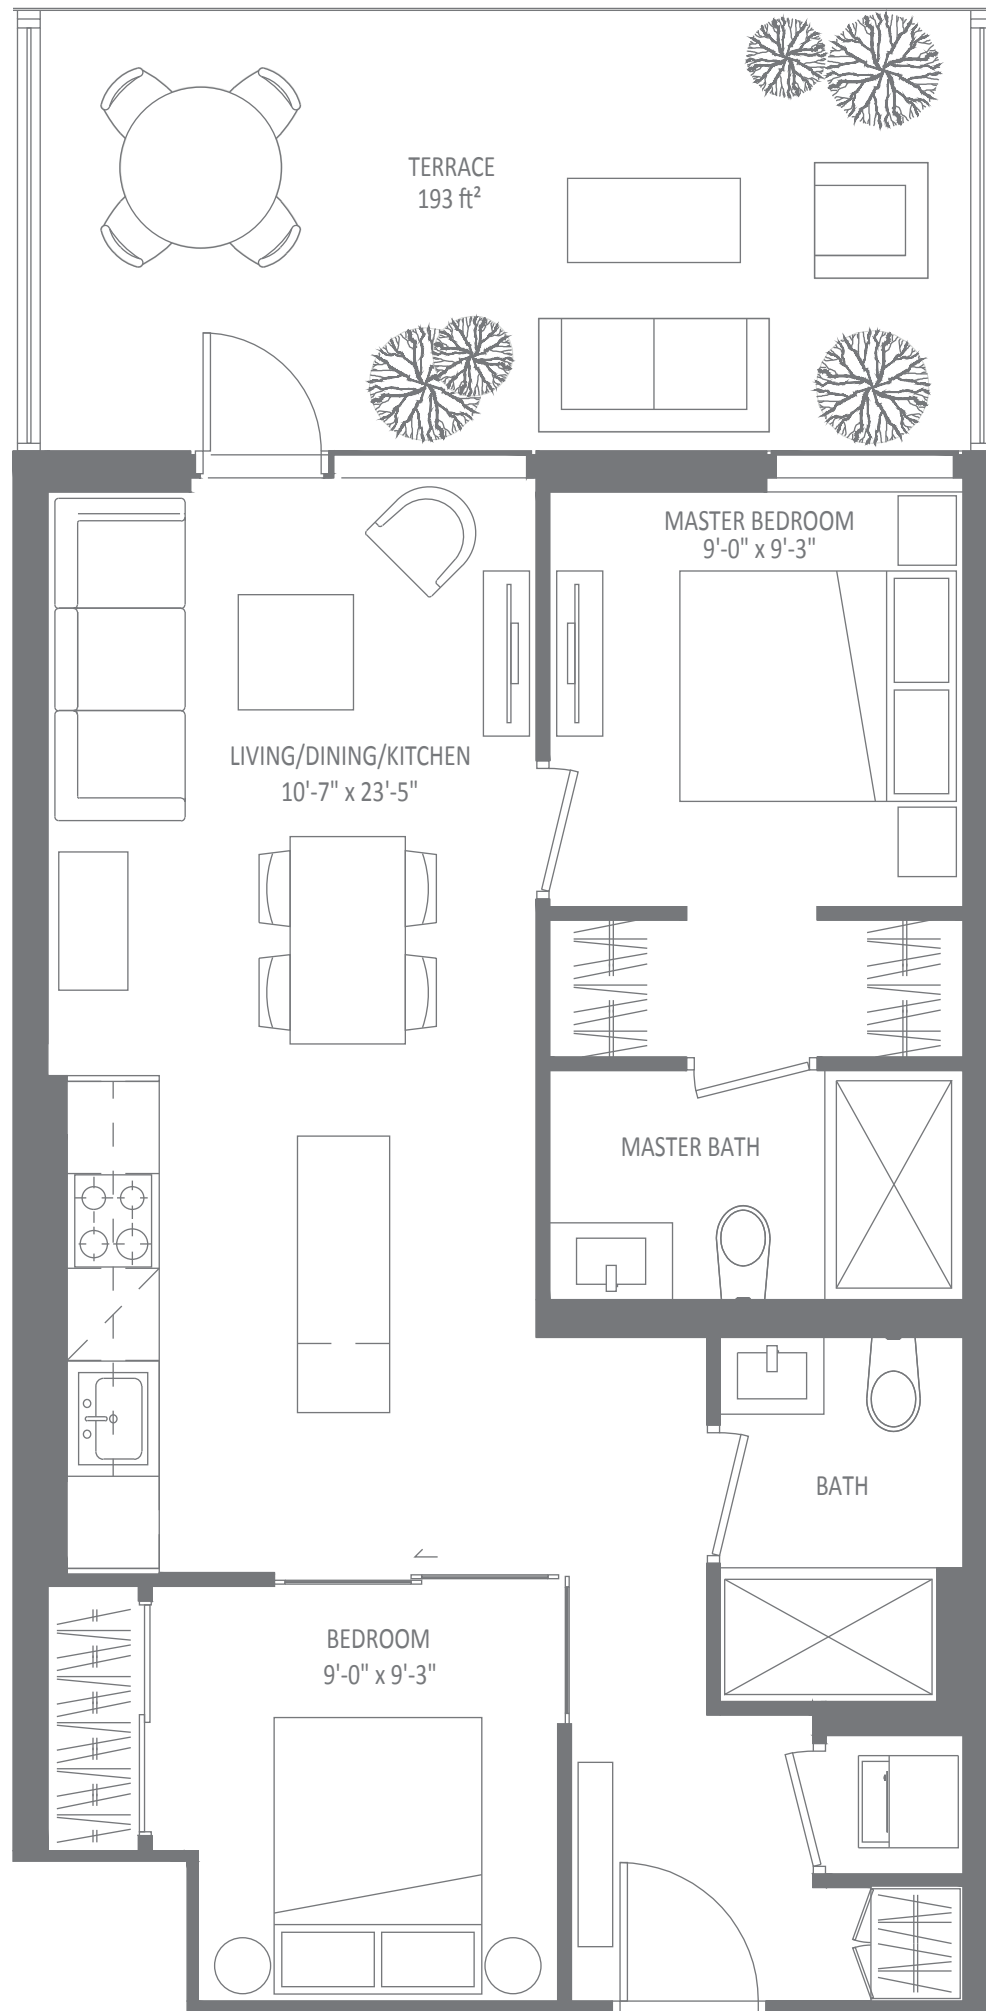 TERRACE
193 ft²
MASTER BEDROOM
9'-0" x 9'-3"
LIVING/DINING/KITCHEN
10'-7" x 23'-5"
MASTER BATH
BATH
BEDROOM
9'-0" x 9'-3"